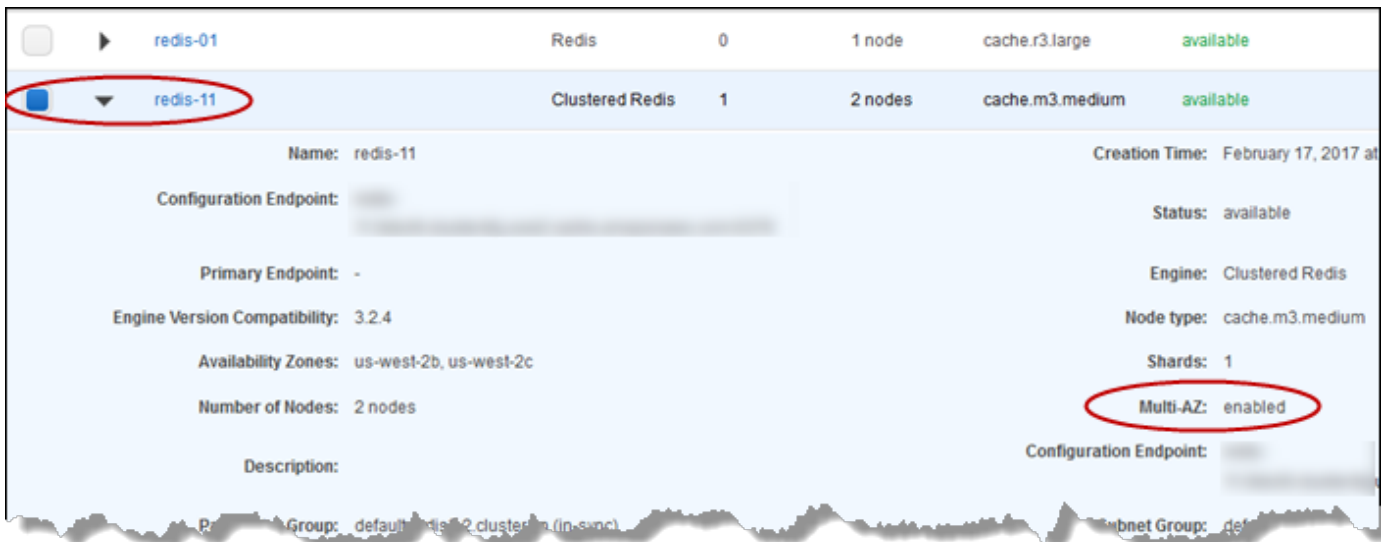 redis-01 Redis 0 1 node cache.r3.large available
redis-11 Clustered Redis 1 2 nodes cache.m3.medium available
Name: redis-11 Creation Time: February 17, 2017 at
Configuration Endpoint:
Status: available
Primary Endpoint: - Engine: Clustered Redis
Engine Version Compatibility: 3.2.4 Node type: cache.m3.medium
Availability Zones: us-west-2b, us-west-2c Shards: 1
Number of Nodes: 2 nodes Multi-AZ: enabled
Configuration Endpoint:
Description:
Group: (in-sync) Group: